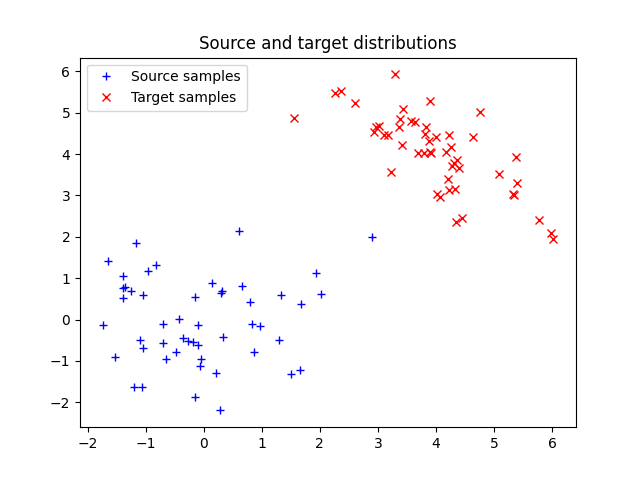 Source and target distributions
Source samples
Target samples
6
5
4
3
2
1
0
−1
−2
−2 −1 0 1 2 3 4 5 6